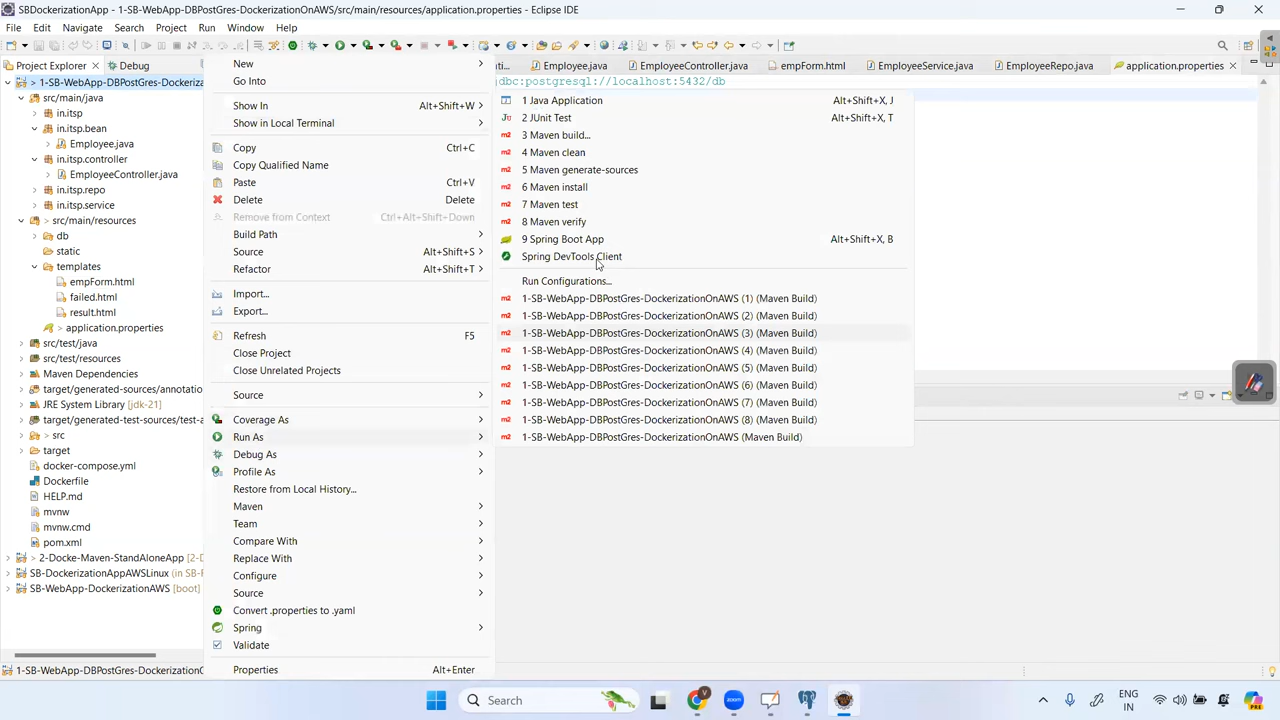 SBDockerizationApp - 1-SB-WebApp-DBPostGres-DockerizationOnAWS/src/main/resources/application.properties - Eclipse IDE
File Edit Navigate Search Project Run Window Help
Project Explorer
Debug
Employee.java
EmployeeController.java
empForm.html
EmployeeService.java
EmployeeRepo.java
application.properties
1-SB-WebApp-DBPostGres-Dockeriza
src/main/java
in.itsp
in.itsp.bean
Employee.java
in.itsp.controller
EmployeeController.java
in.itsp.repo
in.itsp.service
src/main/resources
db
static
templates
empForm.html
failed.html
result.html
application.properties
src/test/java
src/test/resources
Maven Dependencies
target/generated-sources/annotatio
JRE System Library [jdk-21]
target/generated-test-sources/test-a
src
target
docker-compose.yml
Dockerfile
HELP.md
mvnw
mvnw.cmd
pom.xml
2-Docke-Maven-StandAloneApp [2-D
SB-DockerizationAppAWSLinux (in SB-F
SB-WebApp-DockerizationAWS [boot]
1-SB-WebApp-DBPostGres-DockerizationC
New
Go Into
Show In Alt+Shift+W
Show in Local Terminal
Copy Ctrl+C
Copy Qualified Name
Paste Ctrl+V
Delete Delete
Remove from Context Ctrl+Alt+Shift+Down
Build Path
Source Alt+Shift+S
Refactor Alt+Shift+T
Import...
Export...
Refresh F5
Close Project
Close Unrelated Projects
Source
Coverage As
Run As
Debug As
Profile As
Restore from Local History...
Maven
Team
Compare With
Replace With
Configure
Source
Convert .properties to .yaml
Spring
Validate
Properties Alt+Enter
jdbc:postgresql://localhost:5432/db
1 Java Application Alt+Shift+X, J
2 JUnit Test Alt+Shift+X, T
3 Maven build...
4 Maven clean
5 Maven generate-sources
6 Maven install
7 Maven test
8 Maven verify
9 Spring Boot App Alt+Shift+X, B
Spring DevTools Client
Run Configurations...
1-SB-WebApp-DBPostGres-DockerizationOnAWS (1) (Maven Build)
1-SB-WebApp-DBPostGres-DockerizationOnAWS (2) (Maven Build)
1-SB-WebApp-DBPostGres-DockerizationOnAWS (3) (Maven Build)
1-SB-WebApp-DBPostGres-DockerizationOnAWS (4) (Maven Build)
1-SB-WebApp-DBPostGres-DockerizationOnAWS (5) (Maven Build)
1-SB-WebApp-DBPostGres-DockerizationOnAWS (6) (Maven Build)
1-SB-WebApp-DBPostGres-DockerizationOnAWS (7) (Maven Build)
1-SB-WebApp-DBPostGres-DockerizationOnAWS (8) (Maven Build)
1-SB-WebApp-DBPostGres-DockerizationOnAWS (Maven Build)
Search
zoom
ENG
IN